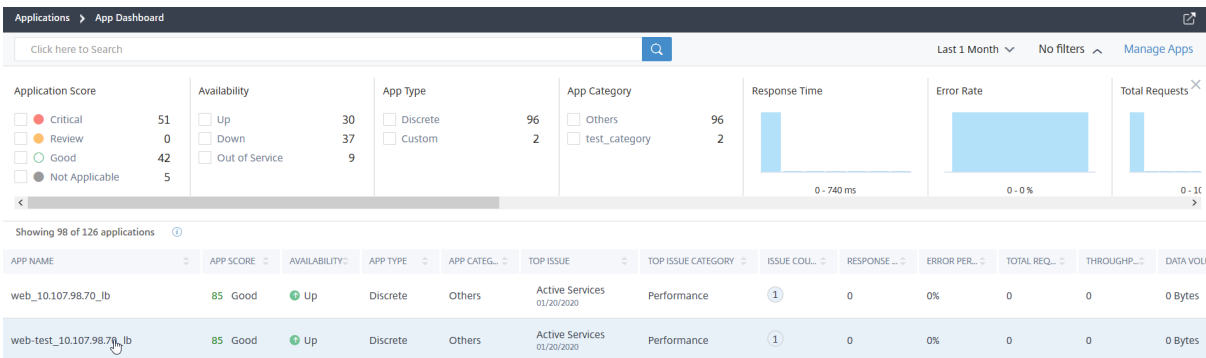 Applications > App Dashboard
Click here to Search
Last 1 Month
No filters
Manage Apps
Application Score
Critical 51
Review 0
Good 42
Not Applicable 5
Availability
Up 30
Down 37
Out of Service 9
App Type
Discrete 96
Custom 2
App Category
Others 96
test_category 2
Response Time
0 - 740 ms
Error Rate
0 - 0 %
Total Requests
0 - 10
Showing 98 of 126 applications
APP NAME APP SCORE AVAILABILITY APP TYPE APP CATEG... TOP ISSUE TOP ISSUE CATEGORY ISSUE COU... RESPONSE ... ERROR PER... TOTAL REQ... THROUGHP... DATA VOLU
web_10.107.98.70_lb 85 Good Up Discrete Others Active Services 01/20/2020 Performance 1 0 0% 0 0 0 Bytes
web-test_10.107.98.70_lb 85 Good Up Discrete Others Active Services 01/20/2020 Performance 1 0 0% 0 0 0 Bytes